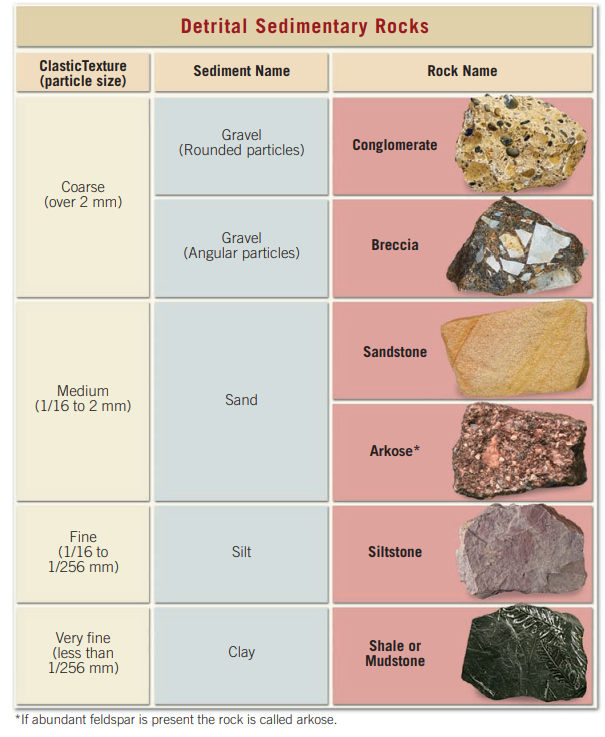 Detrital Sedimentary Rocks
ClasticTexture
(particle size)
Sediment Name
Rock Name
Coarse
(over 2 mm)
Gravel
(Rounded particles)
Conglomerate
Gravel
(Angular particles)
Breccia
Medium
(1/16 to 2 mm)
Sand
Sandstone
Arkose*
Fine
(1/16 to
1/256 mm)
Silt
Siltstone
Very fine
(less than
1/256 mm)
Clay
Shale or
Mudstone
*If abundant feldspar is present the rock is called arkose.